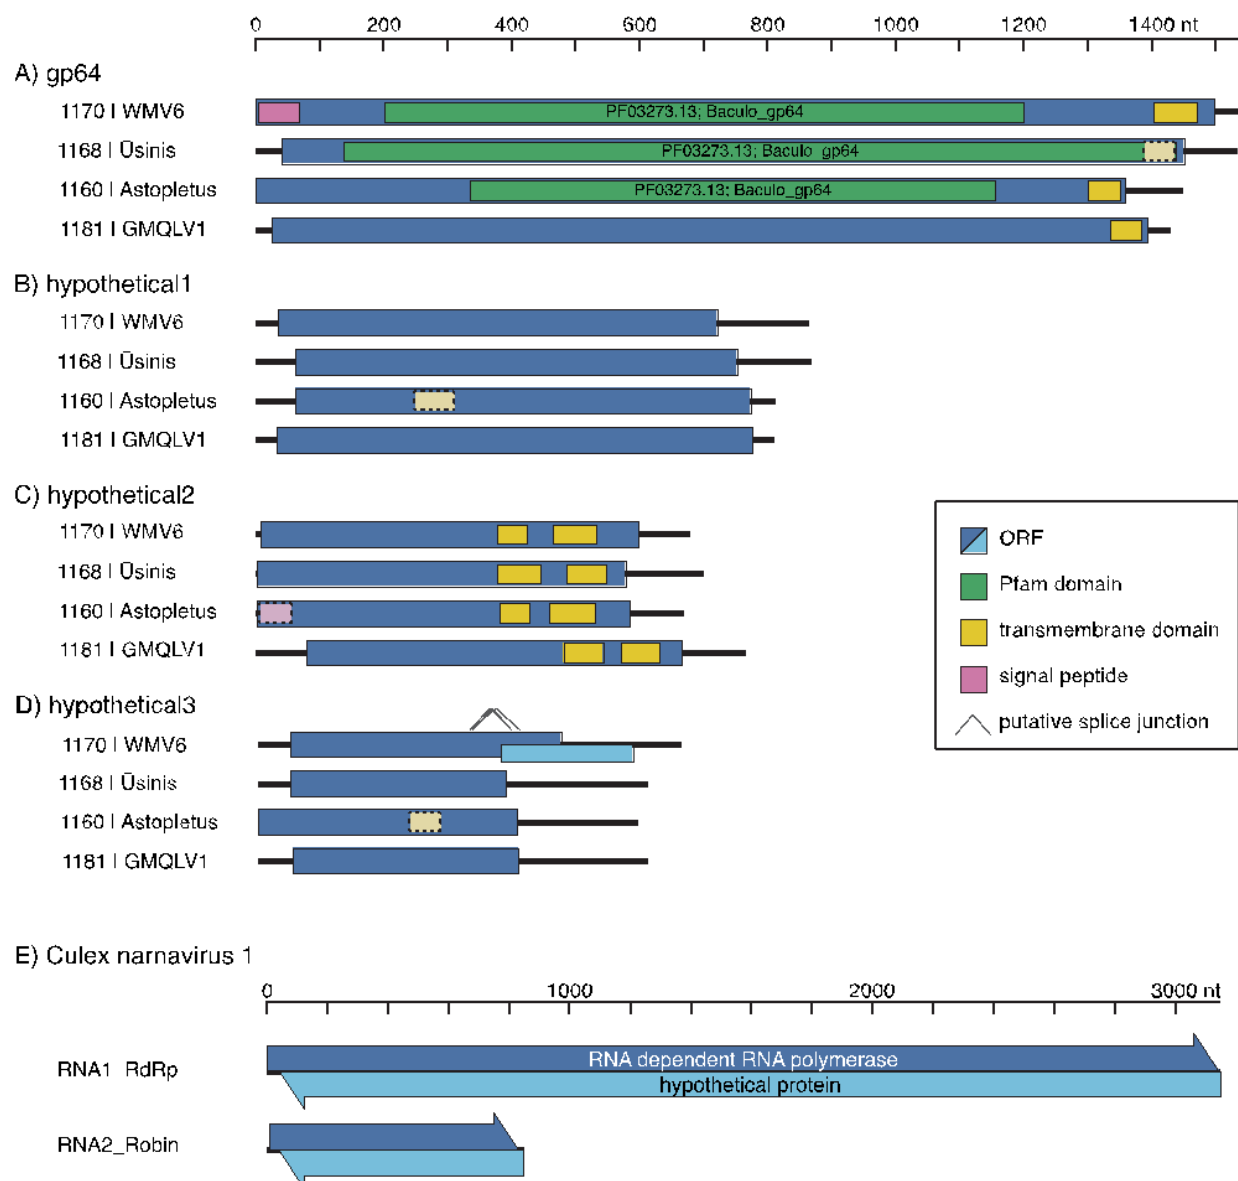 0 200 400 600 800 1000 1200 1400 nt
A) gp64
1170 | WMV6
PF03273.13; Baculo_gp64
1168 | Ūsinis
PF03273.13; Baculo_gp64
1160 | Astopletus
PF03273.13; Baculo_gp64
1181 | GMQLV1
B) hypothetical1
1170 | WMV6
1168 | Ūsinis
1160 | Astopletus
1181 | GMQLV1
C) hypothetical2
1170 | WMV6
1168 | Ūsinis
1160 | Astopletus
1181 | GMQLV1
ORF
Pfam domain
transmembrane domain
signal peptide
putative splice junction
D) hypothetical3
1170 | WMV6
1168 | Ūsinis
1160 | Astopletus
1181 | GMQLV1
E) Culex narnavirus 1
0 1000 2000 3000 nt
RNA1_RdRp
RNA dependent RNA polymerase
hypothetical protein
RNA2_Robin